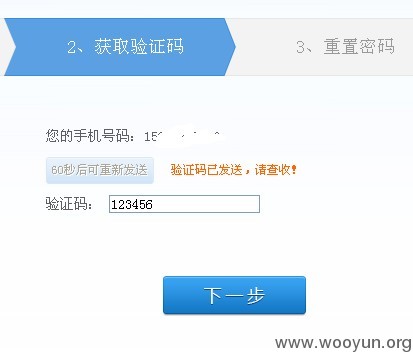 2、获取验证码
3、重置密码
您的手机号码：15
60秒后可重新发送
验证码已发送，请查收！
验证码：
123456
下一步
www.wooyun.org